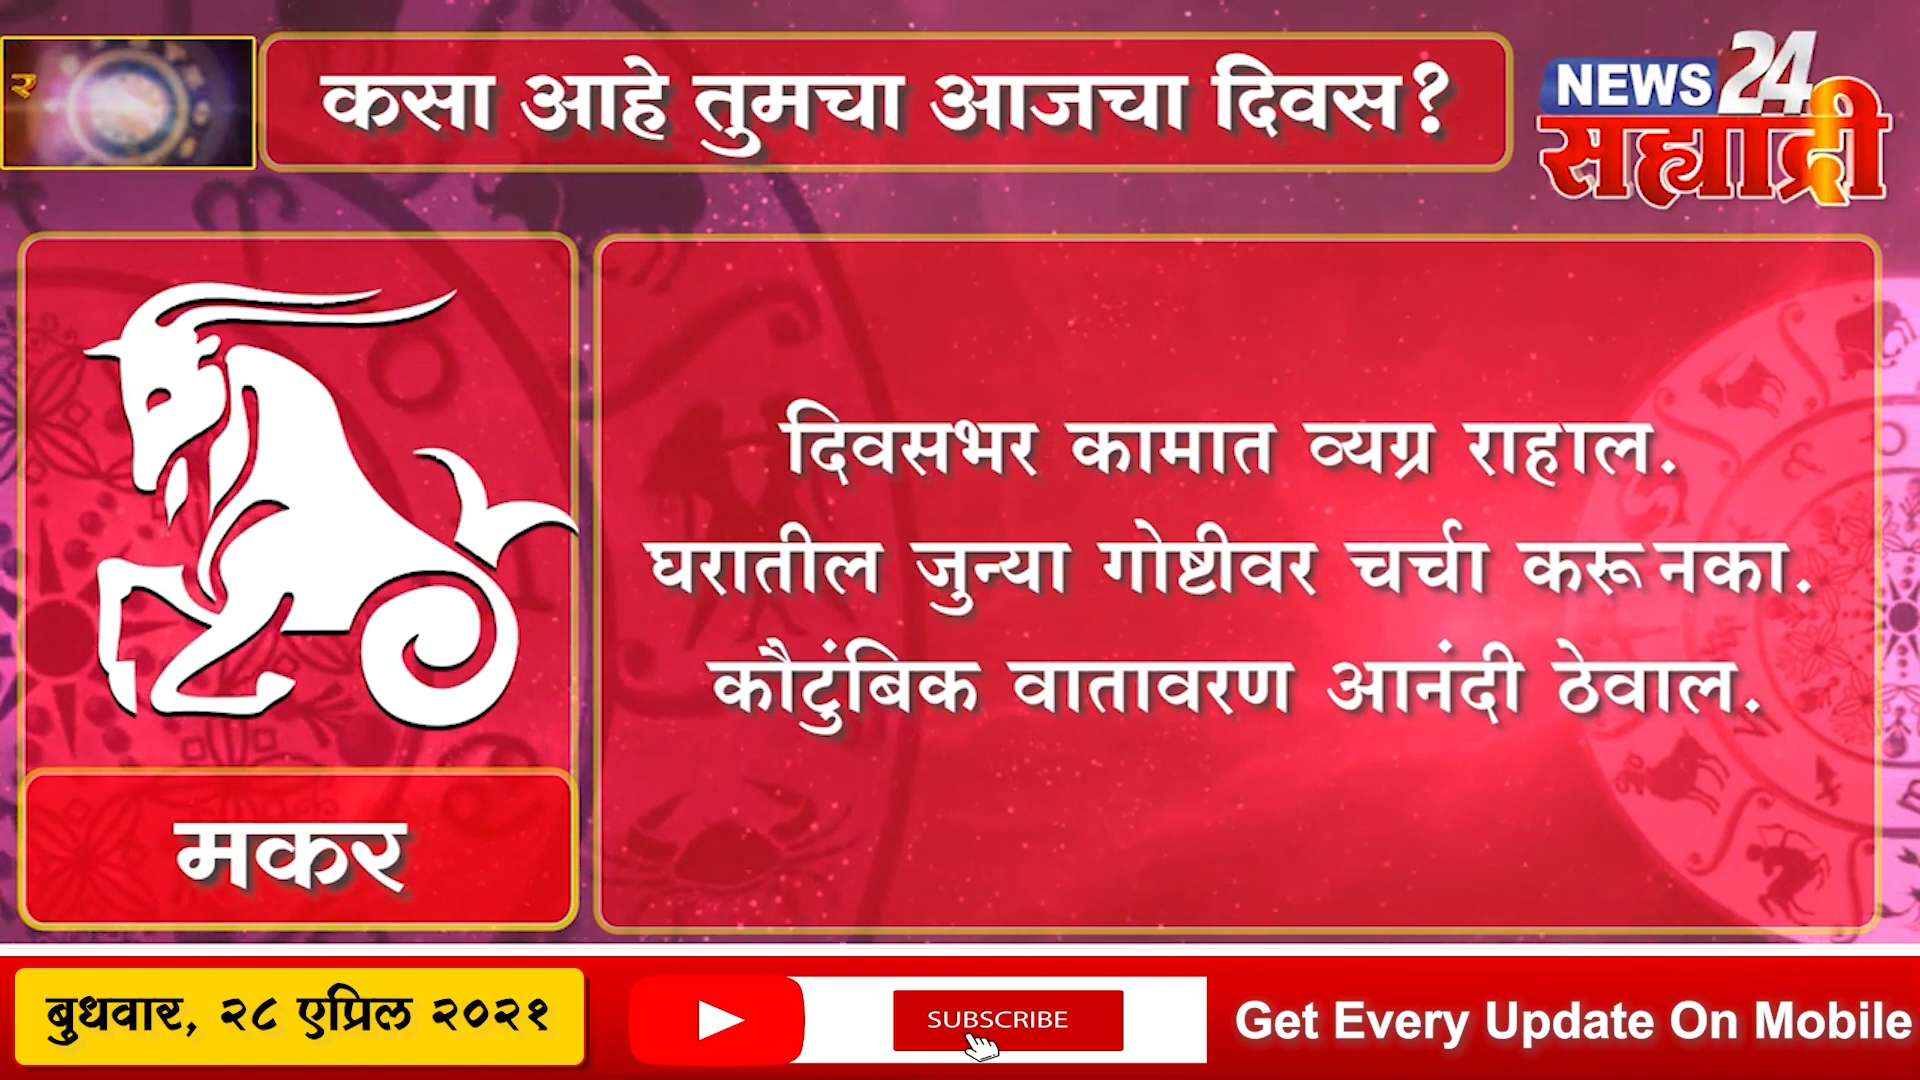 २
कसा आहे तुमचा आजचा दिवस?
NEWS 24
सह्याद्री
दिवसभर कामात व्यग्र राहाल.
घरातील जुन्या गोष्टीवर चर्चा करू नका.
कौटुंबिक वातावरण आनंदी ठेवाल.
मकर
बुधवार, २८ एप्रिल २०२१
SUBSCRIBE
Get Every Update On Mobile